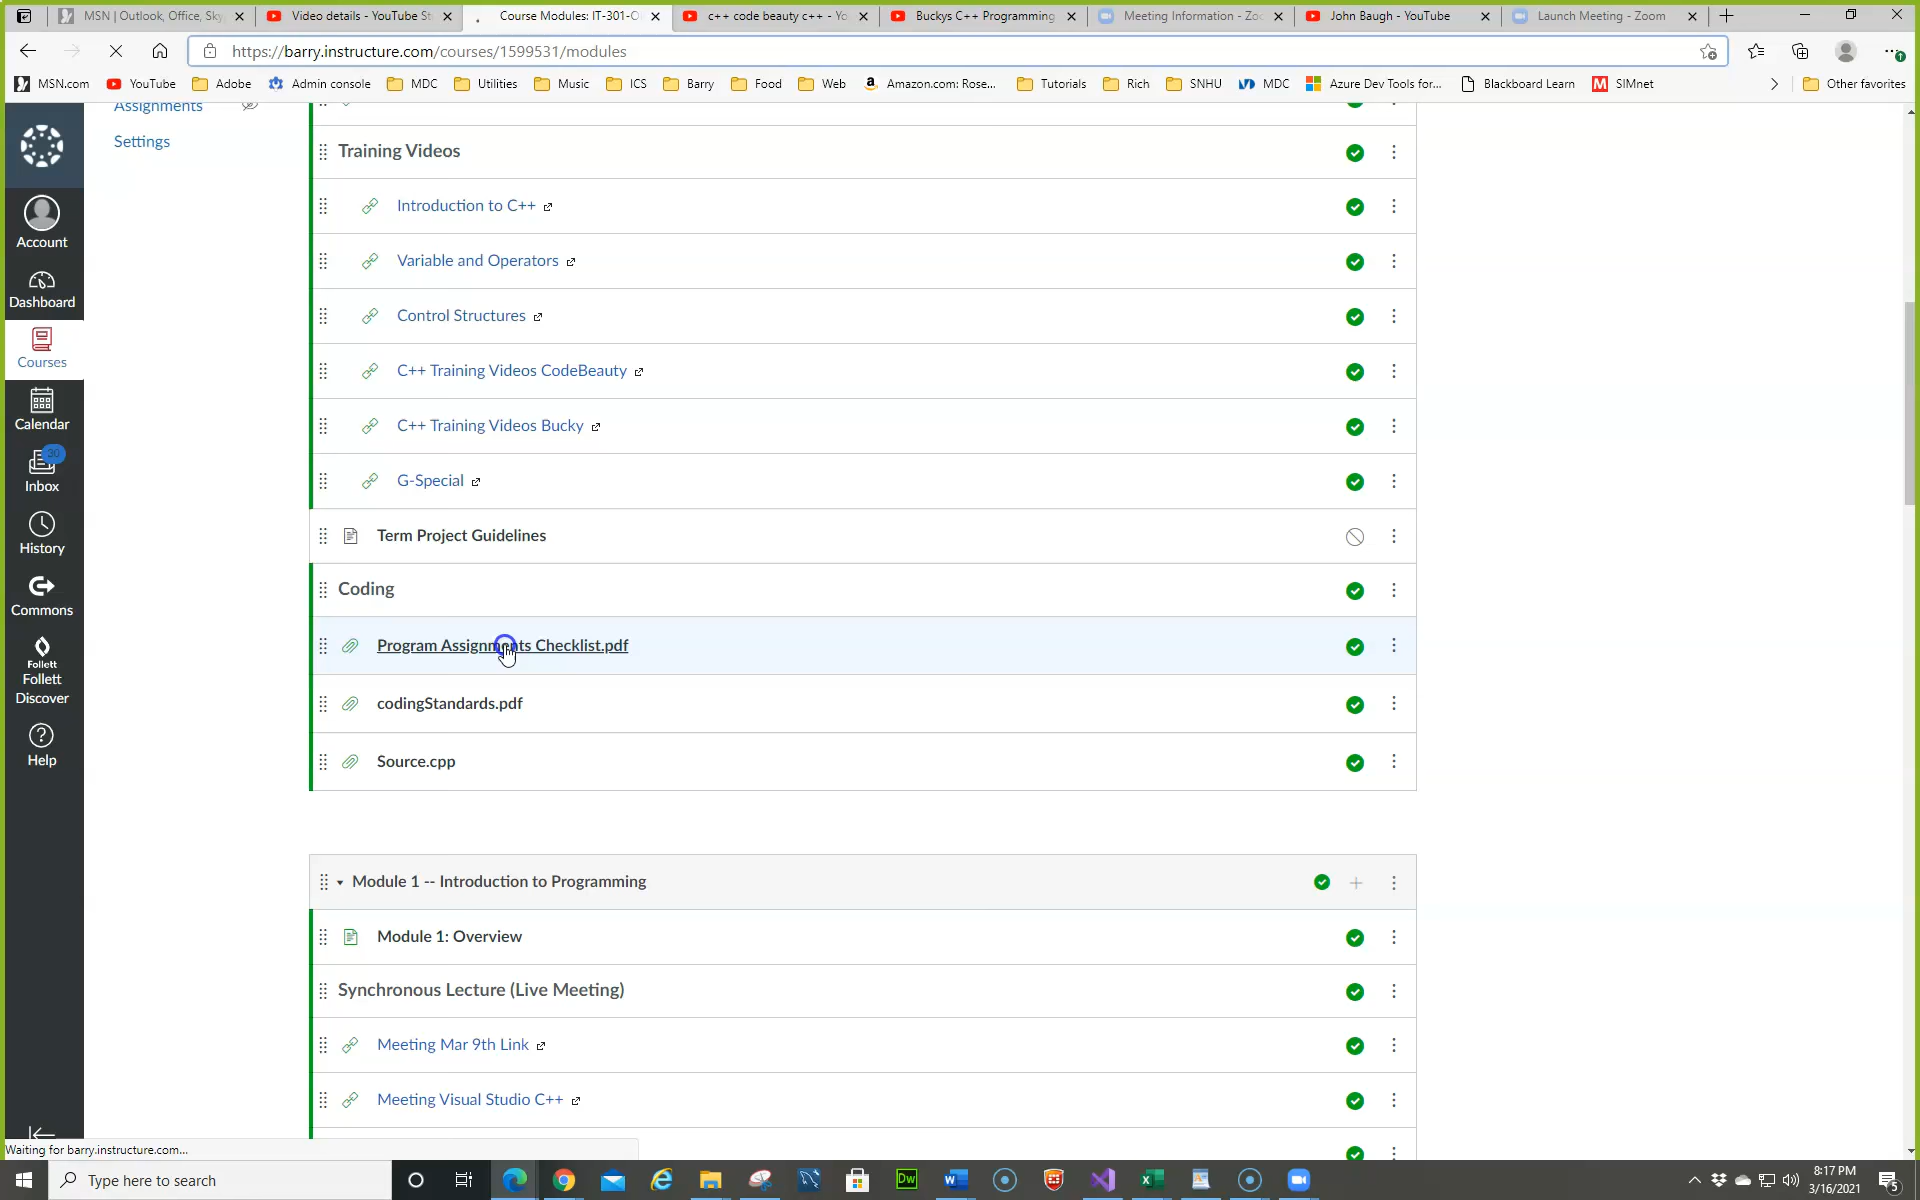 MSN | Outlook, Office, Sky
Video details - YouTube St
Course Modules: IT-301-O
c++ code beauty c++ - Yo
Buckys C++ Programming
Meeting Information - Zoo
John Baugh - YouTube
Launch Meeting - Zoom
https://barry.instructure.com/courses/1599531/modules
MSN.com
YouTube
Adobe
Admin console
MDC
Utilities
Music
ICS
Barry
Food
Web
Amazon.com: Rose...
Tutorials
Rich
SNHU
MDC
Azure Dev Tools for...
Blackboard Learn
SIMnet
Other favorites
Assignments
Settings
Account
Dashboard
Courses
Calendar
30
Inbox
History
Commons
Follett
Follett
Discover
Help
Training Videos
Introduction to C++
Variable and Operators
Control Structures
C++ Training Videos CodeBeauty
C++ Training Videos Bucky
G-Special
Term Project Guidelines
Coding
Program Assignments Checklist.pdf
codingStandards.pdf
Source.cpp
Module 1 -- Introduction to Programming
Module 1: Overview
Synchronous Lecture (Live Meeting)
Meeting Mar 9th Link
Meeting Visual Studio C++
Waiting for barry.instructure.com...
Type here to search
Dw
8:17 PM
3/16/2021
5